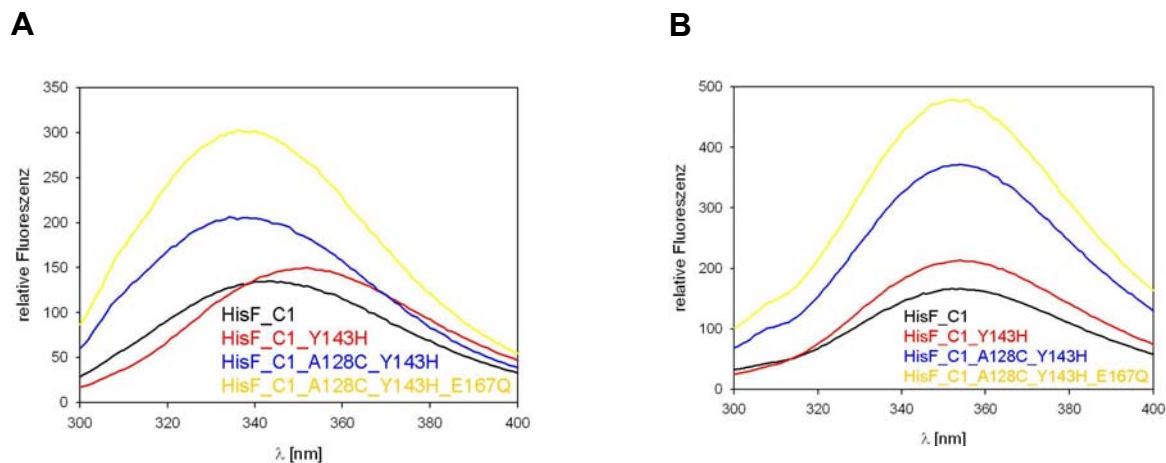 A
350
300
250
200
150
100
50
0
relative Fluoreszenz
HisF_C1
HisF_C1_Y143H
HisF_C1_A128C_Y143H
HisF_C1_A128C_Y143H_E167Q
300 320 340 360 380 400
λ [nm]
B
500
400
300
200
100
0
relative Fluoreszenz
HisF_C1
HisF_C1_Y143H
HisF_C1_A128C_Y143H
HisF_C1_A128C_Y143H_E167Q
300 320 340 360 380 400
λ [nm]